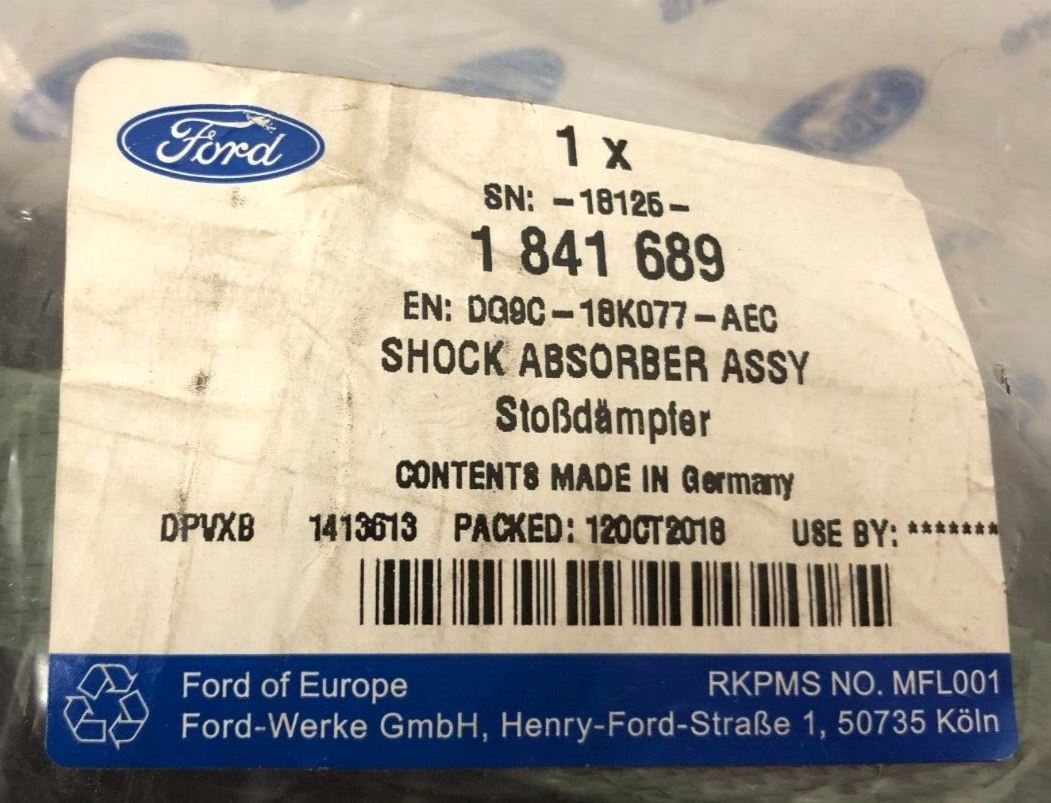 Ford
1 x
SN: -18125-
1 841 689
EN: DG9C-18K077-AEC
SHOCK ABSORBER ASSY
Stoßdämpfer
CONTENTS MADE IN Germany
DPVXB 1413613 PACKED: 12OCT2018 USE BY: *******
Ford of Europe RKPMS NO. MFL001
Ford-Werke GmbH, Henry-Ford-Straße 1, 50735 Köln